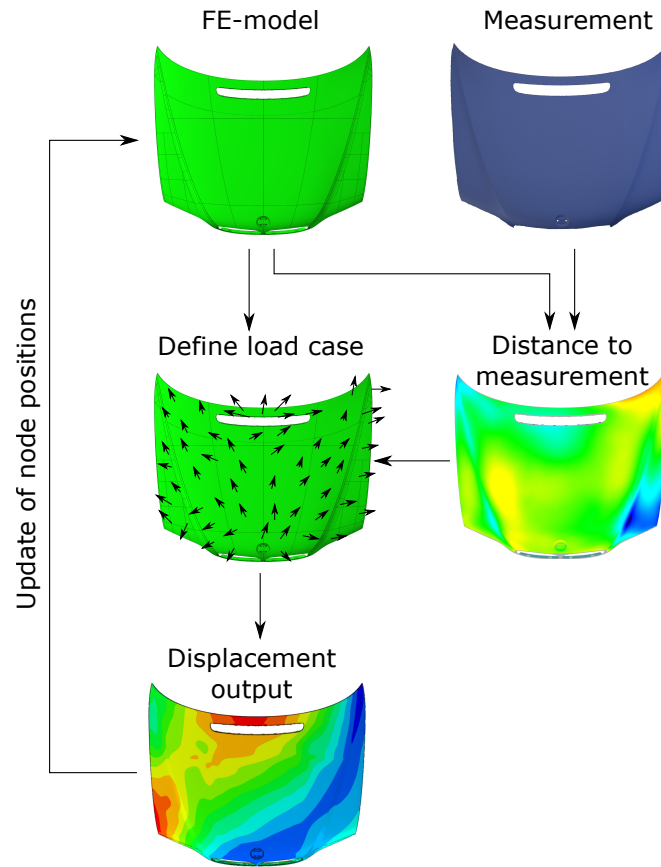 FE-model
Measurement
Define load case
Distance to
measurement
Update of node positions
Displacement
output